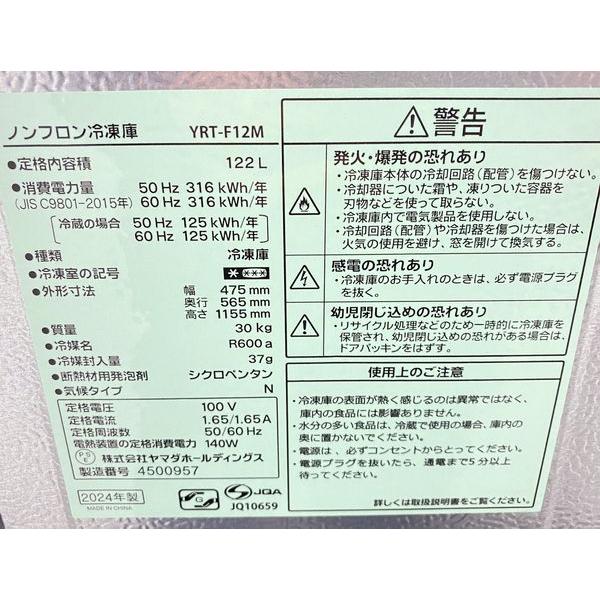 ノンフロン冷凍庫 YRT-F12M
●定格内容積 122 L
●消費電力量 50 Hz 316 kWh/年
(JIS C9801-2015年) 60 Hz 316 kWh/年
冷蔵の場合 50 Hz 125 kWh/年
60 Hz 125 kWh/年
●種類 冷凍庫
●冷凍室の記号
●外形寸法 幅 475 mm
奥行 565 mm
高さ 1155 mm
●質量 30 kg
●冷媒名 R600a
●冷媒封入量 37g
●断熱材用発泡剤 シクロペンタン
●気候タイプ N
定格電圧 100 V
定格電流 1.65/1.65A
定格周波数 50/60 Hz
電熱装置の定格消費電力 140W
PSE 株式会社ヤマダホールディングス
製造番号 4500957
2024年製
MADE IN CHINA
G
JQA
JQ10659
警告
発火・爆発の恐れあり
・冷凍庫本体の冷却回路(配管)を傷つけない。
・冷却器についた霜や、凍りついた容器を
刃物などを使って取らない。
・冷凍庫内で電気製品を使用しない。
・冷却回路(配管)や冷却器を傷つけた場合は、
火気の使用を避け、窓を開けて換気する。
感電の恐れあり
・冷凍庫のお手入れのときは、必ず電源プラグ
を抜く。
幼児閉じ込めの恐れあり
・リサイクル処理などのため一時的に冷凍庫を
保管され、幼児閉じ込めの恐れがある場合は、
ドアパッキンをはずす。
使用上のご注意
・冷凍庫の表面が熱く感じるのは異常ではなく、
庫内の食品には影響ありません。
・水分の多い食品は、冷蔵で使用の場合、庫内の
奥に置かないでください。
・電源は、必ずコンセントからとってください。
・電源プラグを抜いたら、通電まで5分以上
待ってください。
詳しくは取扱説明書をご覧ください。